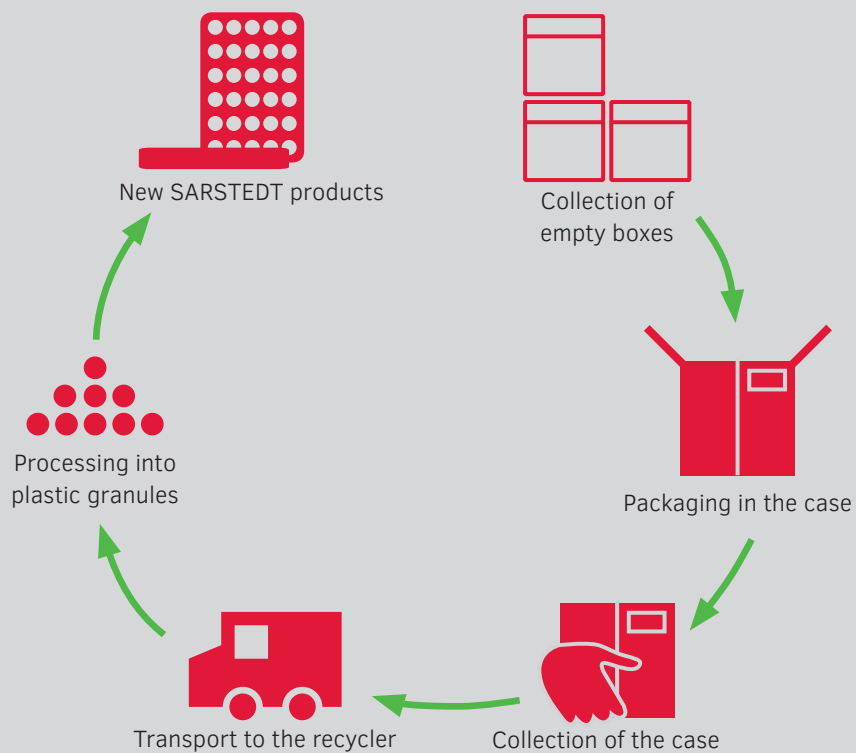 New SARSTEDT products
Collection of
empty boxes
Processing into
plastic granules
Packaging in the case
Transport to the recycler
Collection of the case